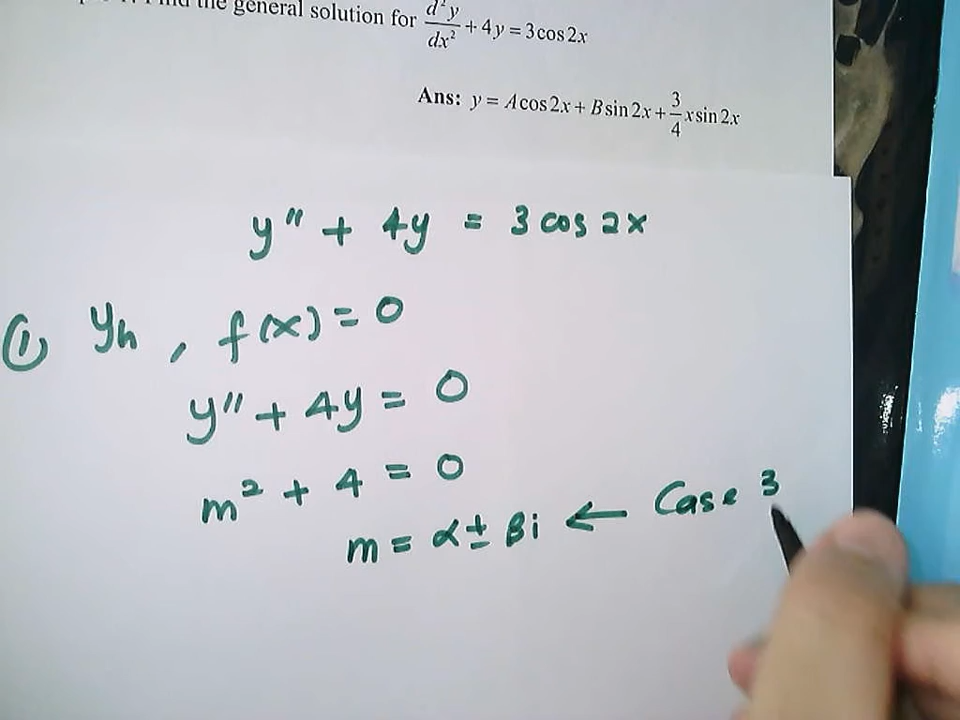 the general solution for d²y/dx² + 4y = 3cos2x
Ans: y = Acos2x + Bsin2x + 3/4 xsin2x
y" + 4y = 3 cos 2x
① yh , f(x) = 0
y" + 4y = 0
m² + 4 = 0
m = α ± βi ← Case 3